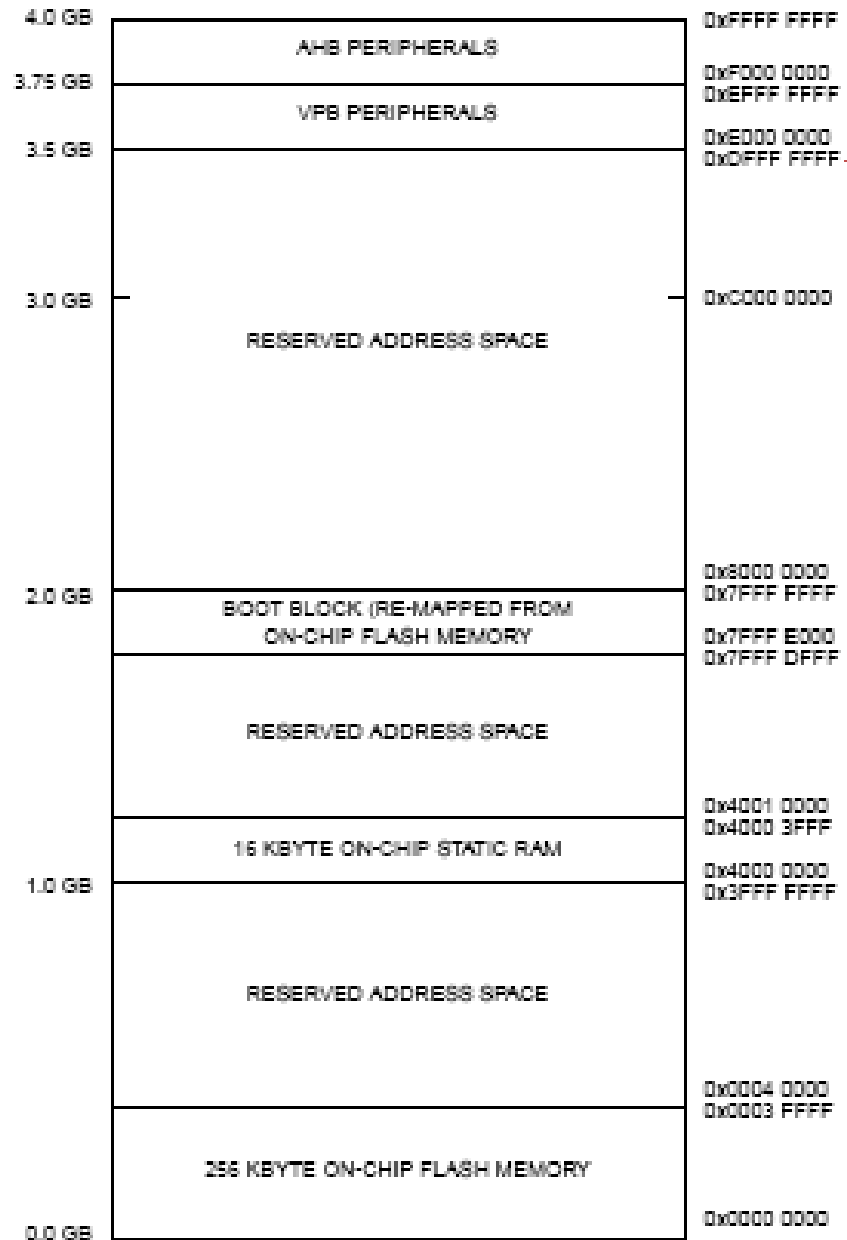 4.0 GB
0xFFFF FFFF
AHB PERIPHERALS
3.75 GB
0xF000 0000
0xEFFF FFFF
VPB PERIPHERALS
3.5 GB
0xE000 0000
0xDFFF FFFF
3.0 GB
0xC000 0000
RESERVED ADDRESS SPACE
2.0 GB
0x8000 0000
0x7FFF FFFF
BOOT BLOCK (RE-MAPPED FROM
ON-CHIP FLASH MEMORY
0x7FFF E000
0x7FFF DFFF
RESERVED ADDRESS SPACE
0x4001 0000
0x4000 3FFF
16 KBYTE ON-CHIP STATIC RAM
1.0 GB
0x4000 0000
0x3FFF FFFF
RESERVED ADDRESS SPACE
0x0004 0000
0x0003 FFFF
256 KBYTE ON-CHIP FLASH MEMORY
0.0 GB
0x0000 0000